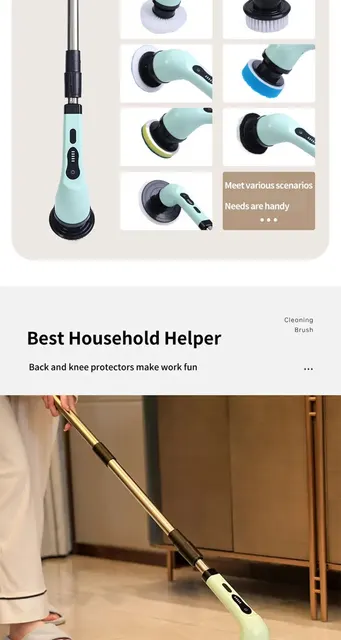 Meet various scenarios
Needs are handy
Cleoning
Brush
Best Household Helper
Back and knee protectors make work fun